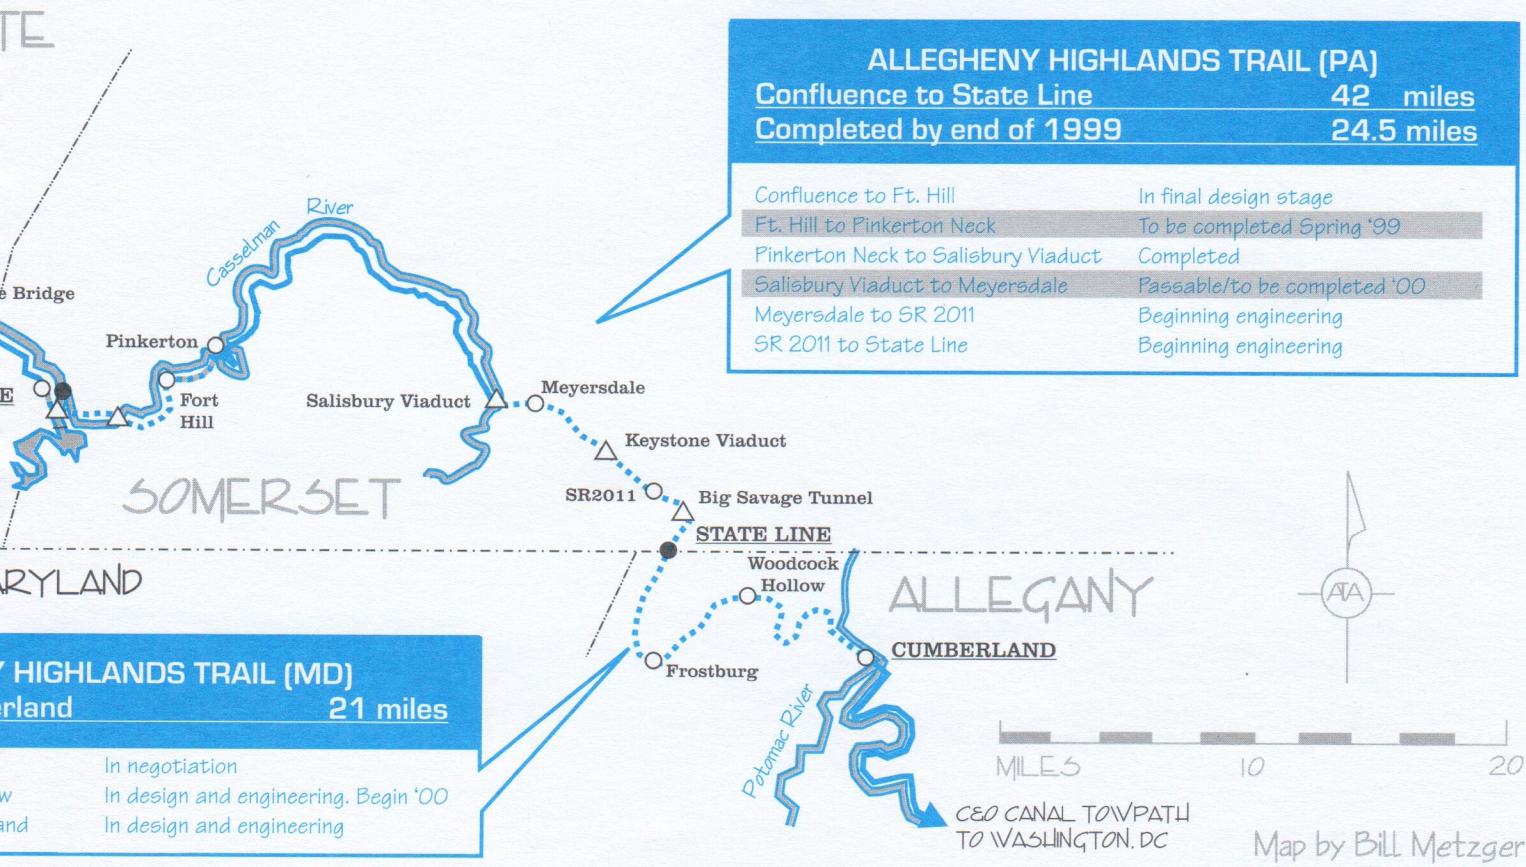 TE
ALLEGHENY HIGHLANDS TRAIL (PA)
Confluence to State Line 42 miles
Completed by end of 1999 24.5 miles
Confluence to Ft. Hill In final design stage
Ft. Hill to Pinkerton Neck To be completed Spring '99
Pinkerton Neck to Salisbury Viaduct Completed
Salisbury Viaduct to Meyersdale Passable/to be completed '00
Meyersdale to SR 2011 Beginning engineering
SR 2011 to State Line Beginning engineering
Casselman River
e Bridge
Pinkerton
E
Fort
Hill
Salisbury Viaduct
Meyersdale
Keystone Viaduct
SR2011
Big Savage Tunnel
STATE LINE
SOMERSET
ARYLAND
Woodcock
Hollow
ALLEGANY
ATA
CUMBERLAND
Frostburg
Potomac River
Y HIGHLANDS TRAIL (MD)
erland 21 miles
In negotiation
w In design and engineering. Begin '00
and In design and engineering
MILES 10 20
C&O CANAL TOWPATH
TO WASHINGTON, DC
Map by Bill Metzger